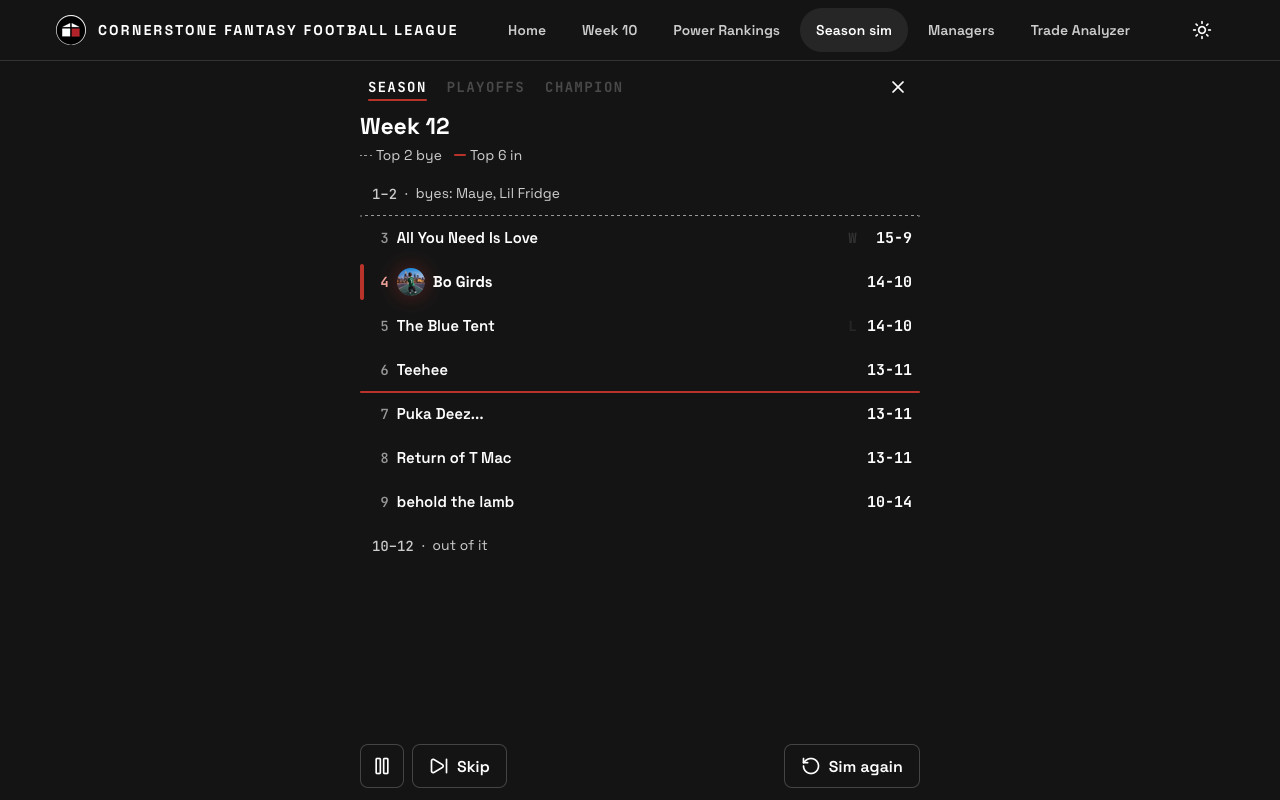 CORNERSTONE FANTASY FOOTBALL LEAGUE Home Week 10 Power Rankings Season sim Managers Trade Analyzer
SEASON PLAYOFFS CHAMPION
Week 12
Top 2 bye Top 6 in
1–2 · byes: Maye, Lil Fridge
3 All You Need Is Love W 15-9
4 Bo Girds 14-10
5 The Blue Tent L 14-10
6 Teehee 13-11
7 Puka Deez... 13-11
8 Return of T Mac 13-11
9 behold the lamb 10-14
10–12 · out of it
Skip Sim again